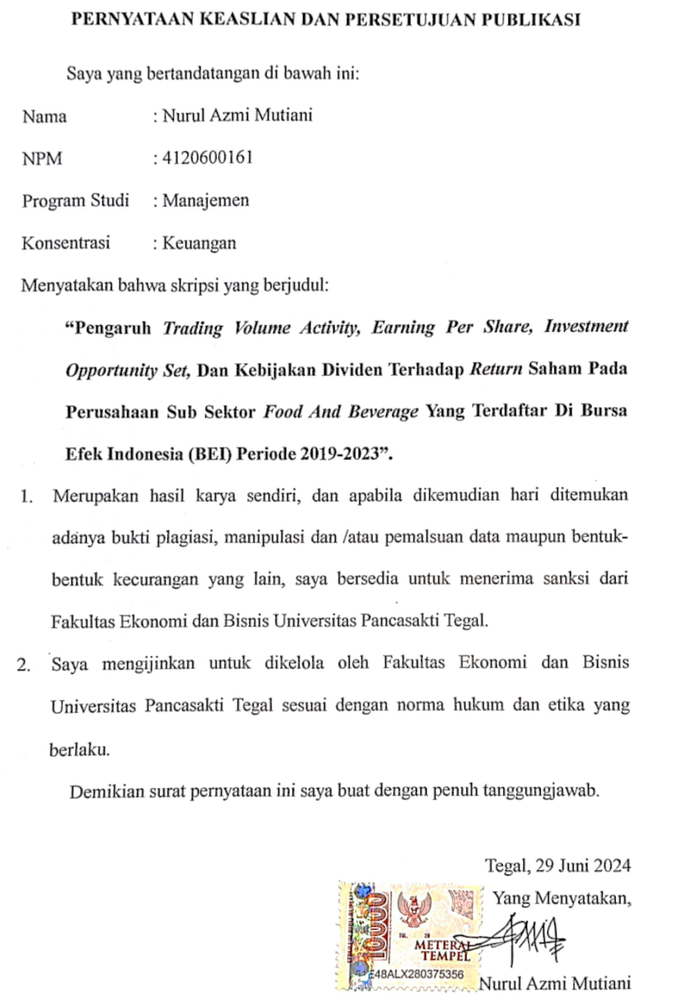 PERNYATAAN KEASLIAN DAN PERSETUJUAN PUBLIKASI
Saya yang bertandatangan di bawah ini:
Nama : Nurul Azmi Mutiani
NPM : 4120600161
Program Studi : Manajemen
Konsentrasi : Keuangan
Menyatakan bahwa skripsi yang berjudul:
“Pengaruh Trading Volume Activity, Earning Per Share, Investment
Opportunity Set, Dan Kebijakan Dividen Terhadap Return Saham Pada
Perusahaan Sub Sektor Food And Beverage Yang Terdaftar Di Bursa
Efek Indonesia (BEI) Periode 2019-2023”.
1. Merupakan hasil karya sendiri, dan apabila dikemudian hari ditemukan
adanya bukti plagiasi, manipulasi dan /atau pemalsuan data maupun bentuk-
bentuk kecurangan yang lain, saya bersedia untuk menerima sanksi dari
Fakultas Ekonomi dan Bisnis Universitas Pancasakti Tegal.
2. Saya mengijinkan untuk dikelola oleh Fakultas Ekonomi dan Bisnis
Universitas Pancasakti Tegal sesuai dengan norma hukum dan etika yang
berlaku.
Demikian surat pernyataan ini saya buat dengan penuh tanggungjawab.
Tegal, 29 Juni 2024
Yang Menyatakan,
10000
TGL. 20
METERAI
TEMPEL
E48ALX280375356
Nurul Azmi Mutiani